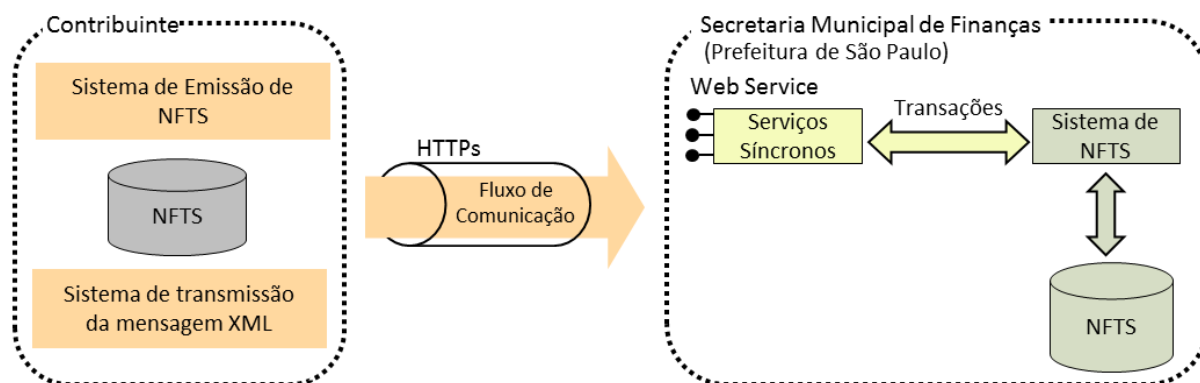 Contribuinte
Sistema de Emissão de
NFTS
NFTS
Sistema de transmissão
da mensagem XML
HTTPs
Fluxo de
Comunicação
Secretaria Municipal de Finanças
(Prefeitura de São Paulo)
Web Service
Serviços
Síncronos
Transações
Sistema de
NFTS
NFTS